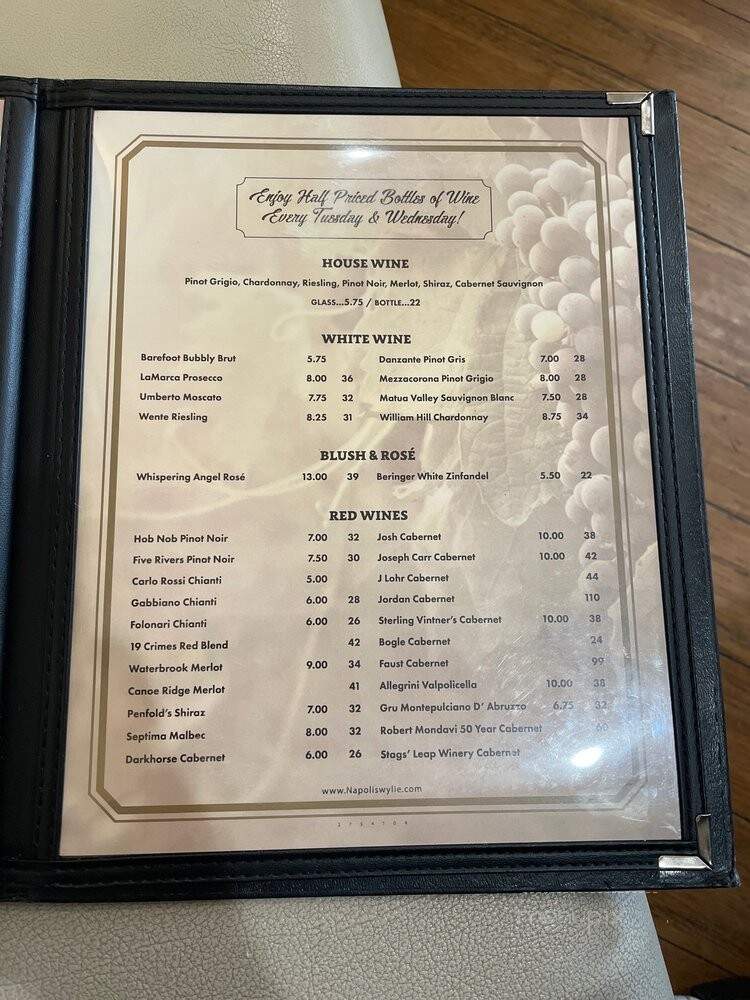 Enjoy Half Priced Bottles of Wine
Every Tuesday & Wednesday!
HOUSE WINE
Pinot Grigio, Chardonnay, Riesling, Pinot Noir, Merlot, Shiraz, Cabernet Sauvignon
GLASS...5.75 / BOTTLE...22
WHITE WINE
Barefoot Bubbly Brut 5.75
LaMarca Prosecco 8.00 36
Umberto Moscato 7.75 32
Wente Riesling 8.25 31
Danzante Pinot Gris 7.00 28
Mezzacorona Pinot Grigio 8.00 28
Matua Valley Sauvignon Blanc 7.50 28
William Hill Chardonnay 8.75 34
BLUSH & ROSÉ
Whispering Angel Rosé 13.00 39
Beringer White Zinfandel 5.50 22
RED WINES
Hob Nob Pinot Noir 7.00 32
Five Rivers Pinot Noir 7.50 30
Carlo Rossi Chianti 5.00
Gabbiano Chianti 6.00 28
Folonari Chianti 6.00 26
19 Crimes Red Blend 42
Waterbrook Merlot 9.00 34
Canoe Ridge Merlot 41
Penfold's Shiraz 7.00 32
Septima Malbec 8.00 32
Darkhorse Cabernet 6.00 26
Josh Cabernet 10.00 38
Joseph Carr Cabernet 10.00 42
J Lohr Cabernet 44
Jordan Cabernet 110
Sterling Vintner's Cabernet 10.00 38
Bogle Cabernet 24
Faust Cabernet 99
Allegrini Valpolicella 10.00 38
Gru Montepulciano D' Abruzzo 6.75 32
Robert Mondavi 50 Year Cabernet 60
Stags' Leap Winery Cabernet
www.Napoliswylie.com